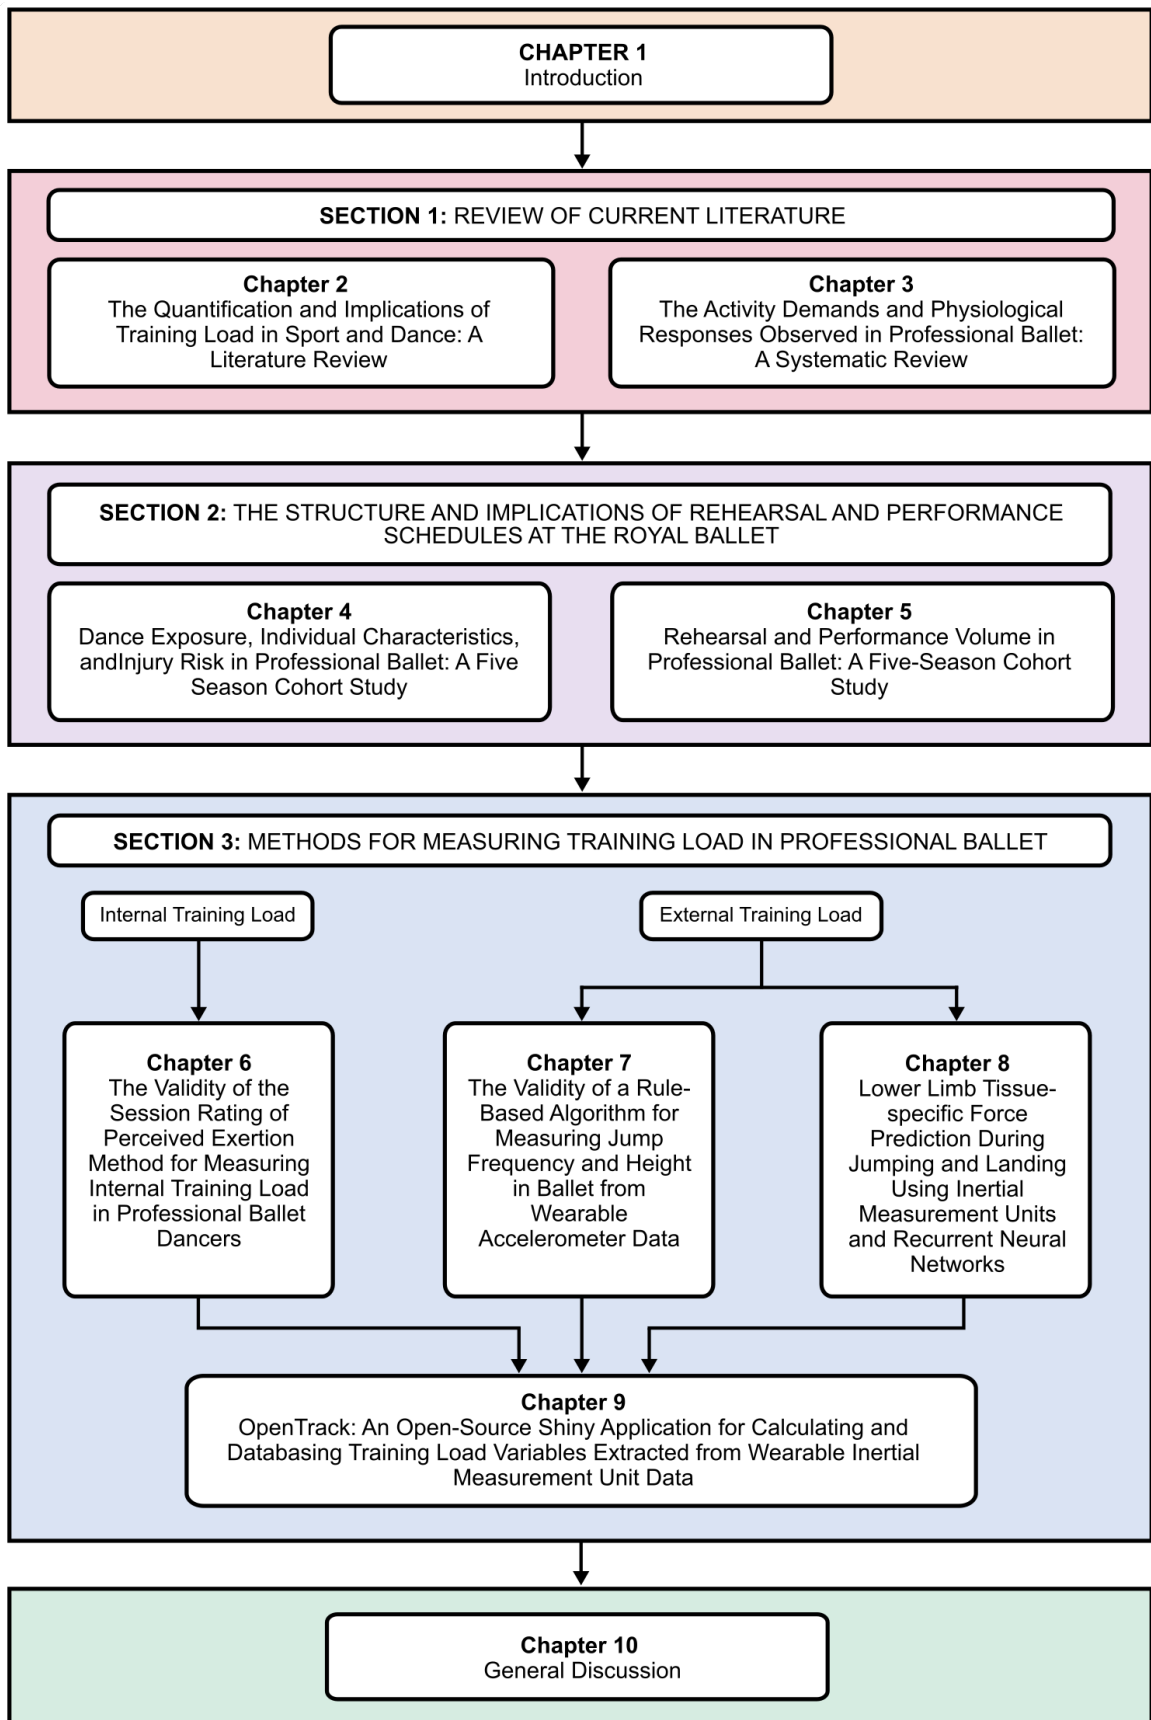 CHAPTER 1
Introduction
SECTION 1: REVIEW OF CURRENT LITERATURE
Chapter 2
The Quantification and Implications of
Training Load in Sport and Dance: A
Literature Review
Chapter 3
The Activity Demands and Physiological
Responses Observed in Professional Ballet:
A Systematic Review
SECTION 2: THE STRUCTURE AND IMPLICATIONS OF REHEARSAL AND PERFORMANCE
SCHEDULES AT THE ROYAL BALLET
Chapter 4
Dance Exposure, Individual Characteristics,
andInjury Risk in Professional Ballet: A Five
Season Cohort Study
Chapter 5
Rehearsal and Performance Volume in
Professional Ballet: A Five-Season Cohort
Study
SECTION 3: METHODS FOR MEASURING TRAINING LOAD IN PROFESSIONAL BALLET
Internal Training Load
External Training Load
Chapter 6
The Validity of the
Session Rating of
Perceived Exertion
Method for Measuring
Internal Training Load
in Professional Ballet
Dancers
Chapter 7
The Validity of a Rule-
Based Algorithm for
Measuring Jump
Frequency and Height
in Ballet from
Wearable
Accelerometer Data
Chapter 8
Lower Limb Tissue-
specific Force
Prediction During
Jumping and Landing
Using Inertial
Measurement Units
and Recurrent Neural
Networks
Chapter 9
OpenTrack: An Open-Source Shiny Application for Calculating and
Databasing Training Load Variables Extracted from Wearable Inertial
Measurement Unit Data
Chapter 10
General Discussion